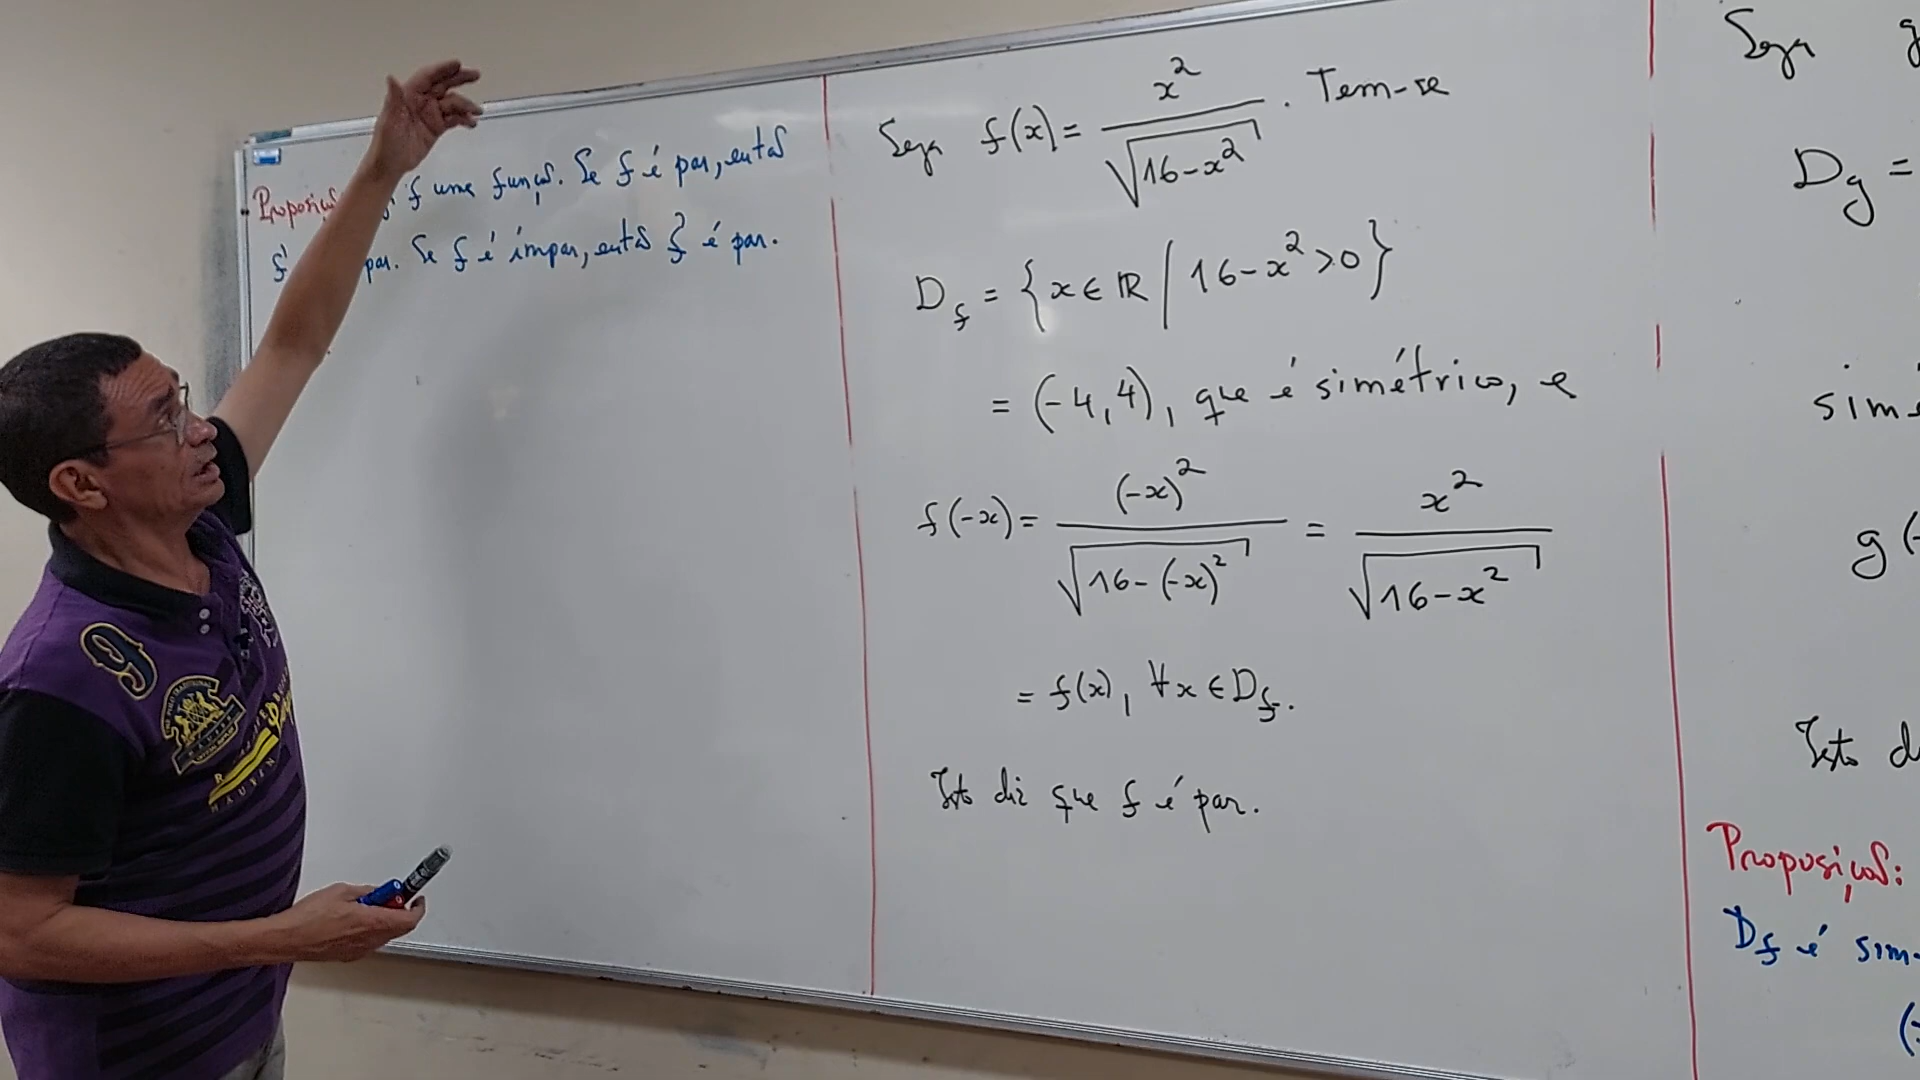 Proposição f uma função. Se f é par, então
f' par. Se f é ímpar, então f é par.
Seja f(x) = x² / √(16-x²). Tem-se
D_f = {x ∈ ℝ / 16-x² > 0}
= (-4, 4), que é simétrico, e
f(-x) = (-x)² / √(16-(-x)²) = x² / √(16-x²)
= f(x), ∀x ∈ D_f.
Isto diz que f é par.
Seja g
D_g =
g(-
Isto
Proposição:
D_f é
9